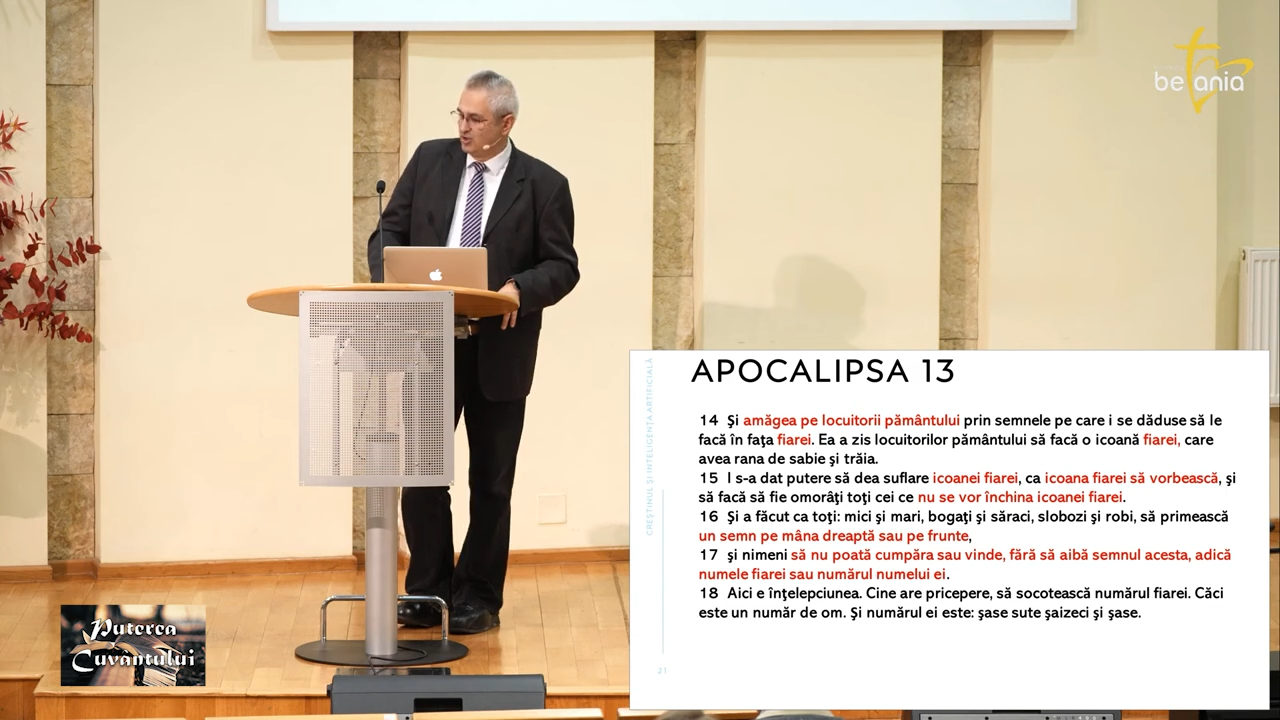 betania
APOCALIPSA 13
CREȘTINUL ȘI INTELIGENȚA ARTIFICIALĂ
14 Şi amăgea pe locuitorii pământului prin semnele pe care i se dăduse să le
facă în faţa fiarei. Ea a zis locuitorilor pământului să facă o icoană fiarei, care
avea rana de sabie şi trăia.
15 I s-a dat putere să dea suflare icoanei fiarei, ca icoana fiarei să vorbească, şi
să facă să fie omorâţi toţi cei ce nu se vor închina icoanei fiarei.
16 Şi a făcut ca toţi: mici şi mari, bogaţi şi săraci, slobozi şi robi, să primească
un semn pe mâna dreaptă sau pe frunte,
17 şi nimeni să nu poată cumpăra sau vinde, fără să aibă semnul acesta, adică
numele fiarei sau numărul numelui ei.
18 Aici e înţelepciunea. Cine are pricepere, să socotească numărul fiarei. Căci
este un număr de om. Şi numărul ei este: şase sute şaizeci şi şase.
21
Puterea
Cuvântului